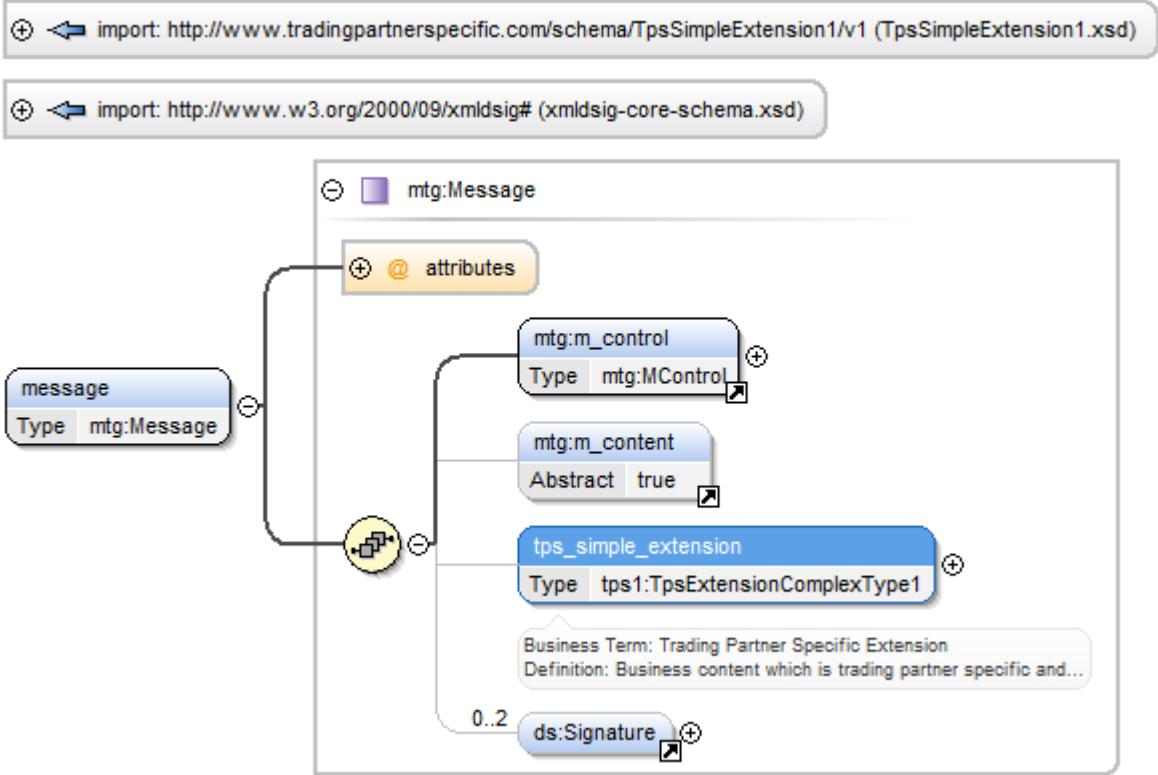 import: http://www.tradingpartnerspecific.com/schema/TpsSimpleExtension1/v1 (TpsSimpleExtension1.xsd)
import: http://www.w3.org/2000/09/xmldsig# (xmldsig-core-schema.xsd)
mtg:Message
@ attributes
mtg:m_control
Type mtg:MControl
message
Type mtg:Message
mtg:m_content
Abstract true
tps_simple_extension
Type tps1:TpsExtensionComplexType1
Business Term: Trading Partner Specific Extension
Definition: Business content which is trading partner specific and...
0..2
ds:Signature